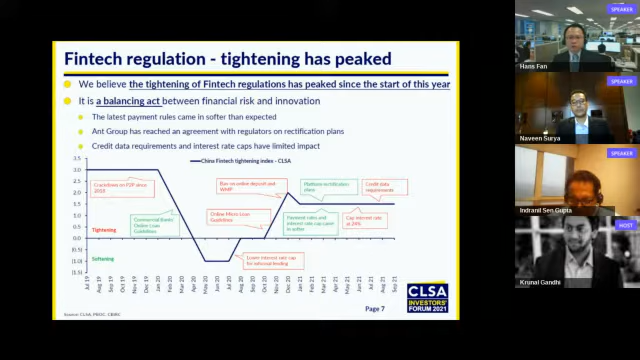 Fintech regulation - tightening has peaked
We believe the tightening of Fintech regulations has peaked since the start of this year
It is a balancing act between financial risk and innovation
The latest payment rules came in softer than expected
Ant Group has reached an agreement with regulators on rectification plans
Credit data requirements and interest rate caps have limited impact
China Fintech tightening index - CLSA
3.5
3.0
2.5
2.0
1.5
1.0
0.5
0.0
(0.5)
(1.0)
(1.5)
Tightening
Softening
Crackdown on P2P since
2018
Commercial Banks'
Online Loan
Guidelines
Ban on online deposit and
WMP
Online Micro Loan
Guidelines
Lower interest rate cap
for informal lending
Platform rectification
plans
Payment rules and
interest rate cap came in
softer
Credit data
requirements
Cap interest rate
at 24%
Jul 19
Aug 19
Sep 19
Oct 19
Nov 19
Dec 19
Jan 20
Feb 20
Mar 20
Apr 20
May 20
Jun 20
Jul 20
Aug 20
Sep 20
Oct 20
Nov 20
Dec 20
Jan 21
Feb 21
Mar 21
Apr 21
May 21
Jun 21
Jul 21
Aug 21
Sep 21
Source: CLSA, PBOC, CBIRC
Page 7
CLSA
INVESTORS'
FORUM 2021
SPEAKER
Hans Fan
SPEAKER
Naveen Surya
SPEAKER
Indranil Sen Gupta
HOST
Krunal Gandhi